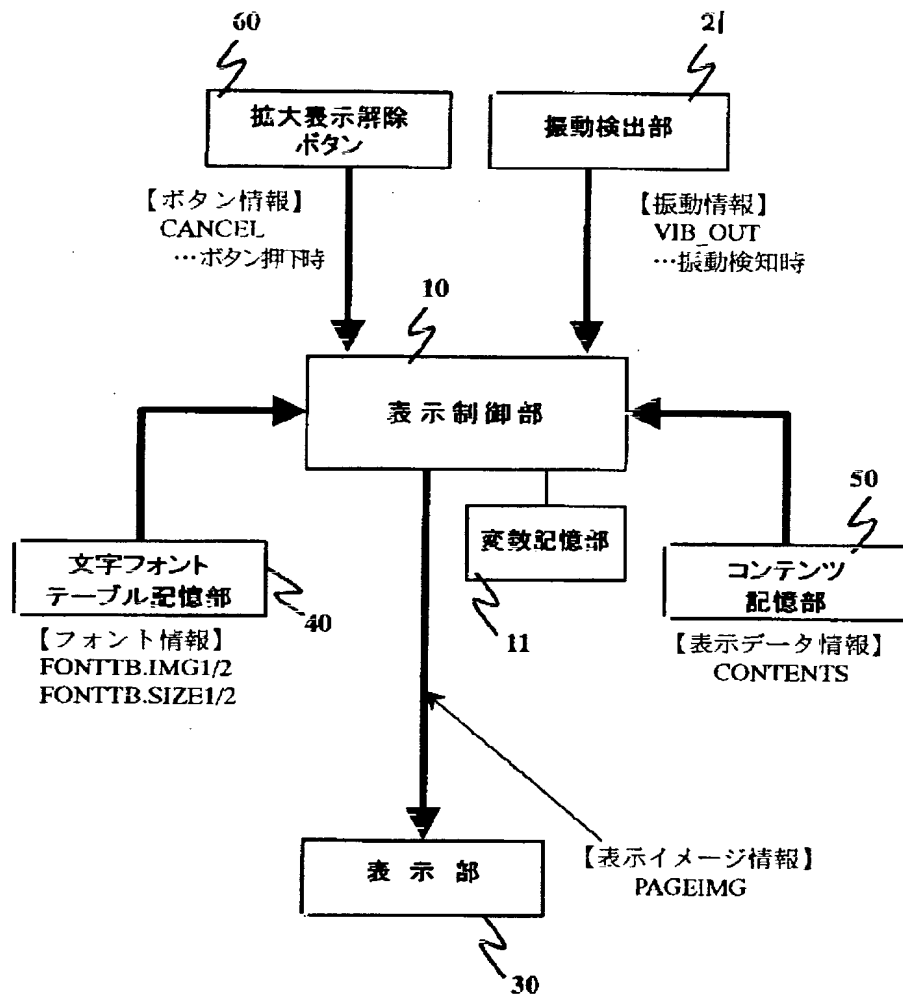 60
21
拡大表示解除
ボタン
振動検出部
【ボタン情報】
CANCEL
…ボタン押下時
【振動情報】
VIB_OUT
…振動検知時
10
表示制御部
50
変数記憶部
文字フォント
テーブル記憶部
コンテンツ
記憶部
40
11
【フォント情報】
FONTTB.IMG1/2
FONTTB.SIZE1/2
【表示データ情報】
CONTENTS
表示部
【表示イメージ情報】
PAGEIMG
30